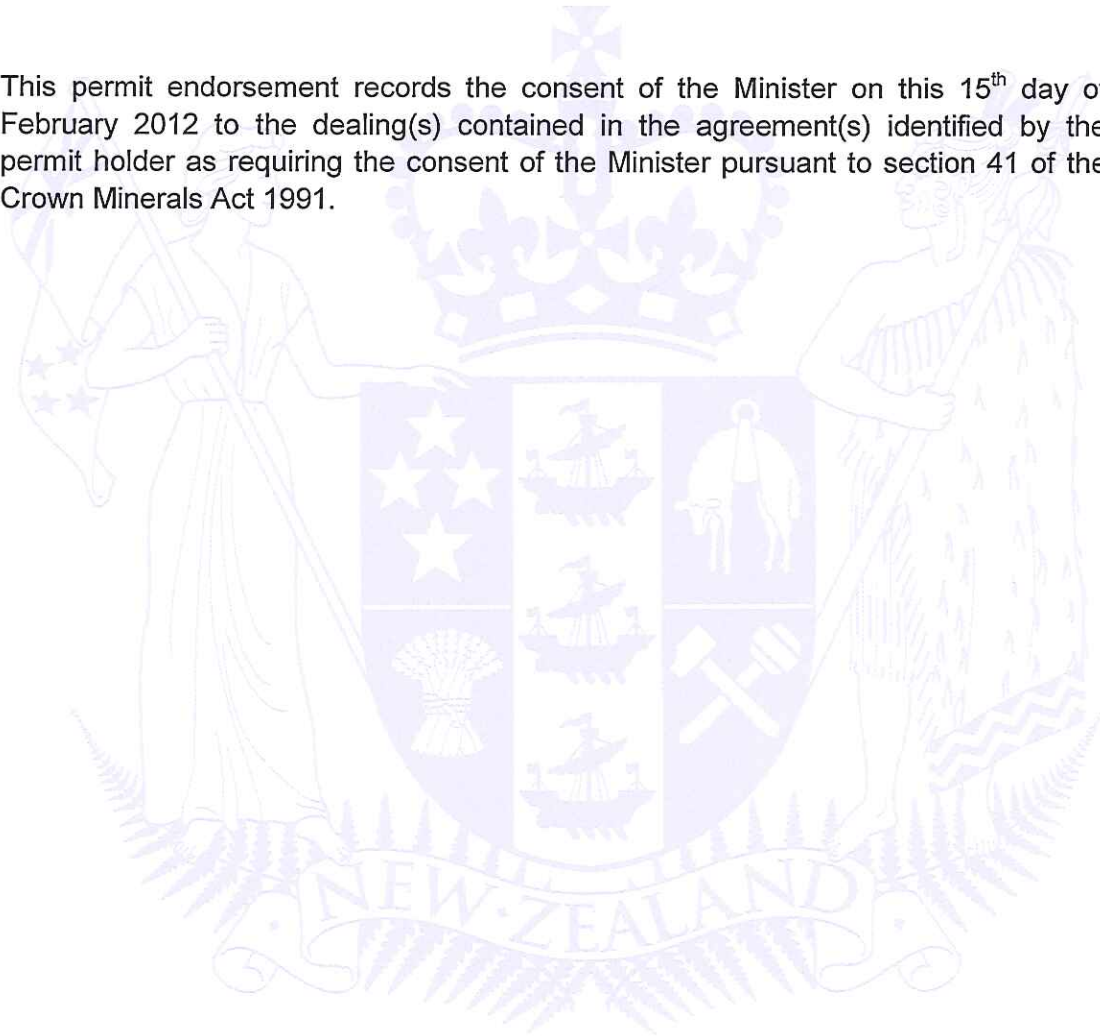 This permit endorsement records the consent of the Minister on this 15th day of
February 2012 to the dealing(s) contained in the agreement(s) identified by the
permit holder as requiring the consent of the Minister pursuant to section 41 of the
Crown Minerals Act 1991.
NEW·ZEALAND